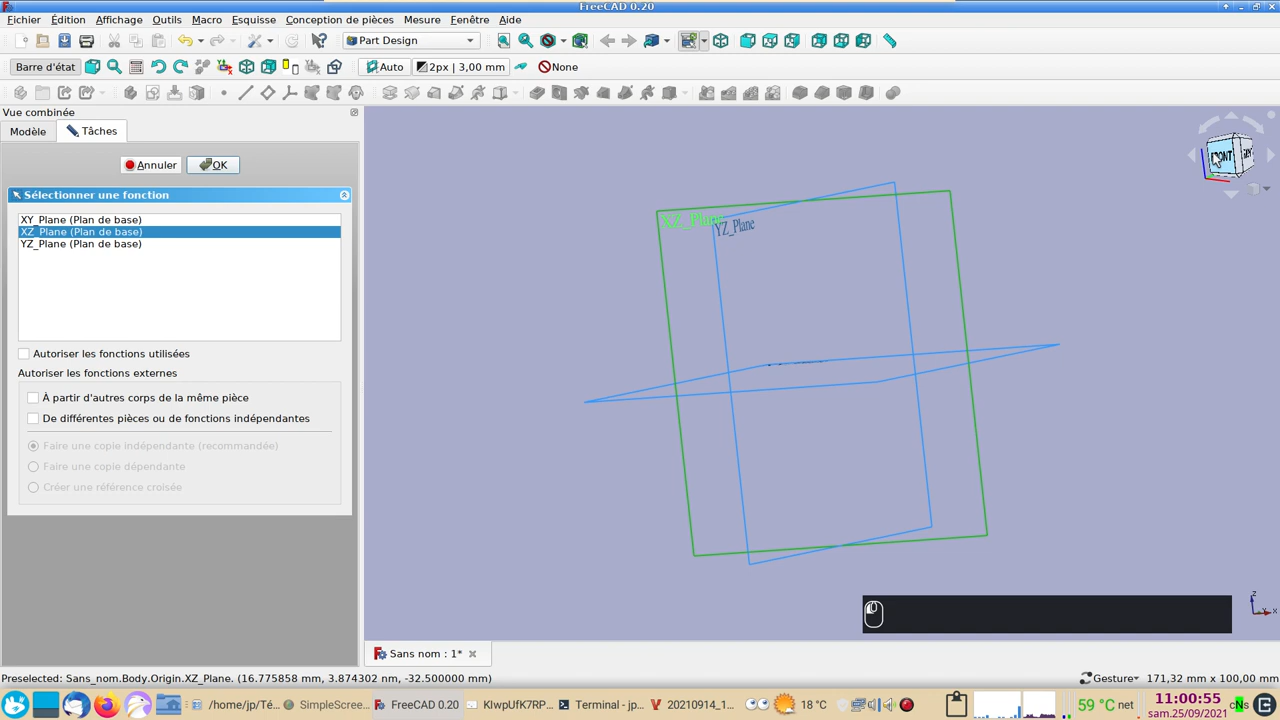 FreeCAD 0.20
Fichier Édition Affichage Outils Macro Esquisse Conception de pièces Mesure Fenêtre Aide
Part Design
Barre d'état Auto 2px | 3,00 mm None
Vue combinée
Modèle Tâches
Annuler OK
Sélectionner une fonction
XY_Plane (Plan de base)
XZ_Plane (Plan de base)
YZ_Plane (Plan de base)
Autoriser les fonctions utilisées
Autoriser les fonctions externes
À partir d'autres corps de la même pièce
De différentes pièces ou de fonctions indépendantes
Faire une copie indépendante (recommandée)
Faire une copie dépendante
Créer une référence croisée
XZ_Plane
YZ_Plane
FRONT
Sans nom : 1*
Preselected: Sans_nom.Body.Origin.XZ_Plane. (16.775858 mm, 3.874302 nm, -32.500000 mm)
Gesture 171,32 mm x 100,00 mm
/home/jp/Té... SimpleScree... FreeCAD 0.20 Terminal - jp... 20210914_1... 18 °C 59 °C net 11:00:55
sam.25/09/2021